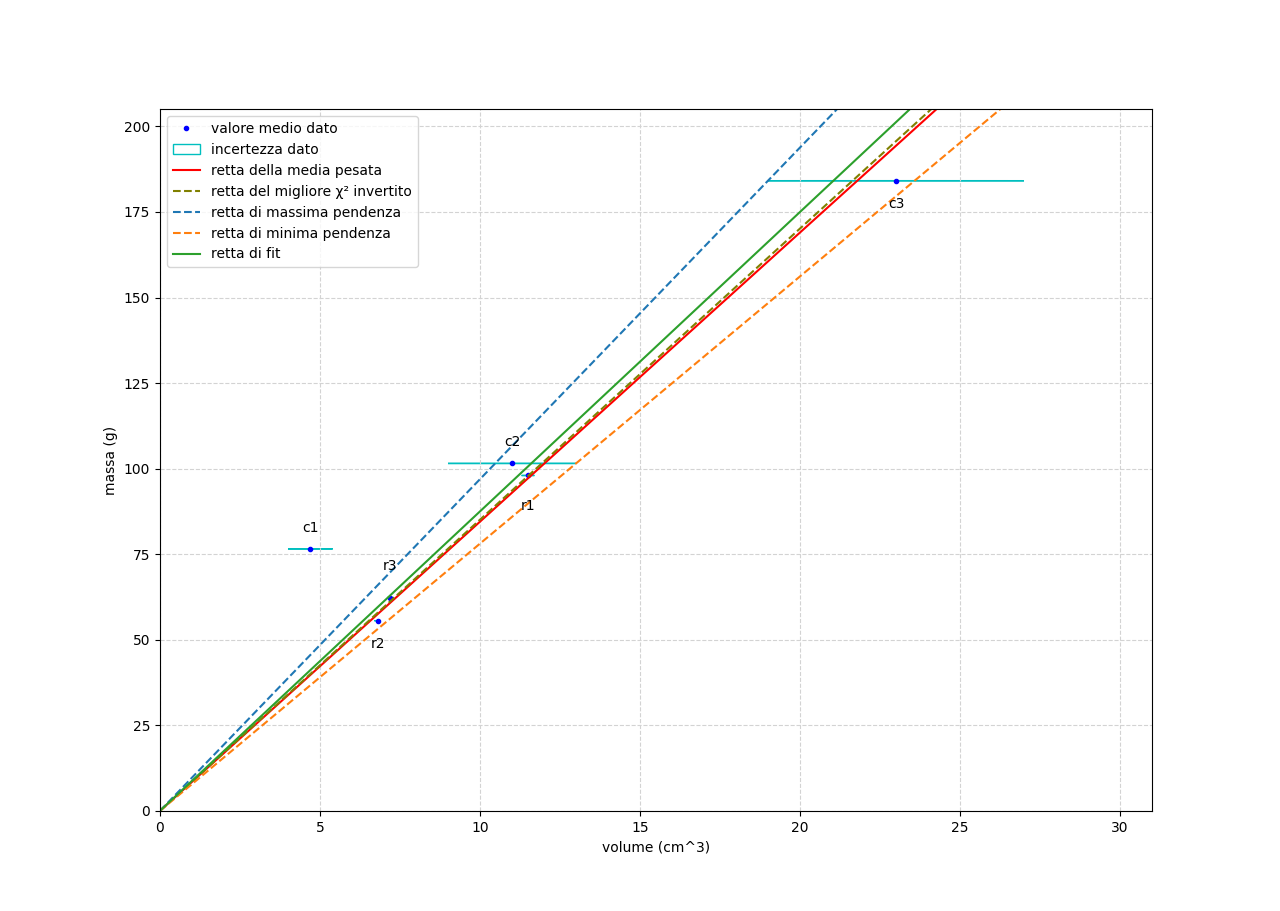 200
175
150
125
100
75
50
25
0
massa (g)
valore medio dato
incertezza dato
retta della media pesata
retta del migliore χ² invertito
retta di massima pendenza
retta di minima pendenza
retta di fit
c3
c2
r1
c1
r3
r2
0 5 10 15 20 25 30
volume (cm^3)